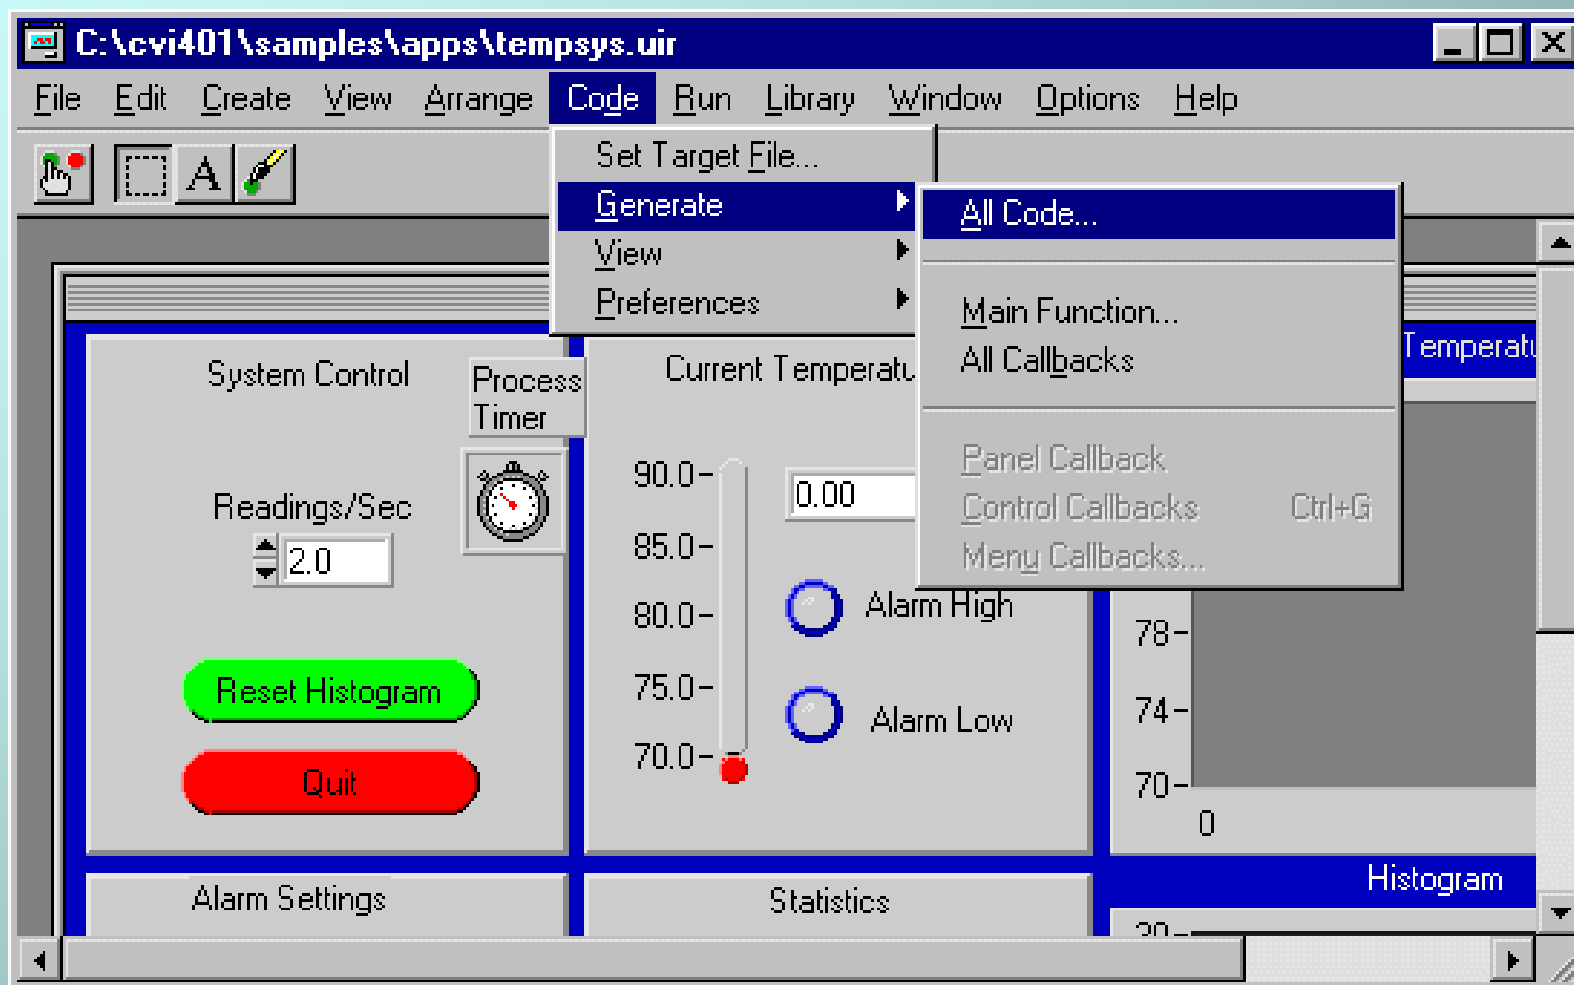 C:\cvi401\samples\apps\tempsys.uir
File Edit Create View Arrange Code Run Library Window Options Help
A
Set Target File...
Generate
View
Preferences
All Code...
Main Function...
All Callbacks
Panel Callback
Control Callbacks Ctrl+G
Menu Callbacks...
System Control
Process
Timer
Readings/Sec
2.0
Reset Histogram
Quit
Current
0.00
90.0
85.0
80.0
75.0
70.0
Alarm High
Alarm Low
78
74
70
0
Alarm Settings
Statistics
Histogram